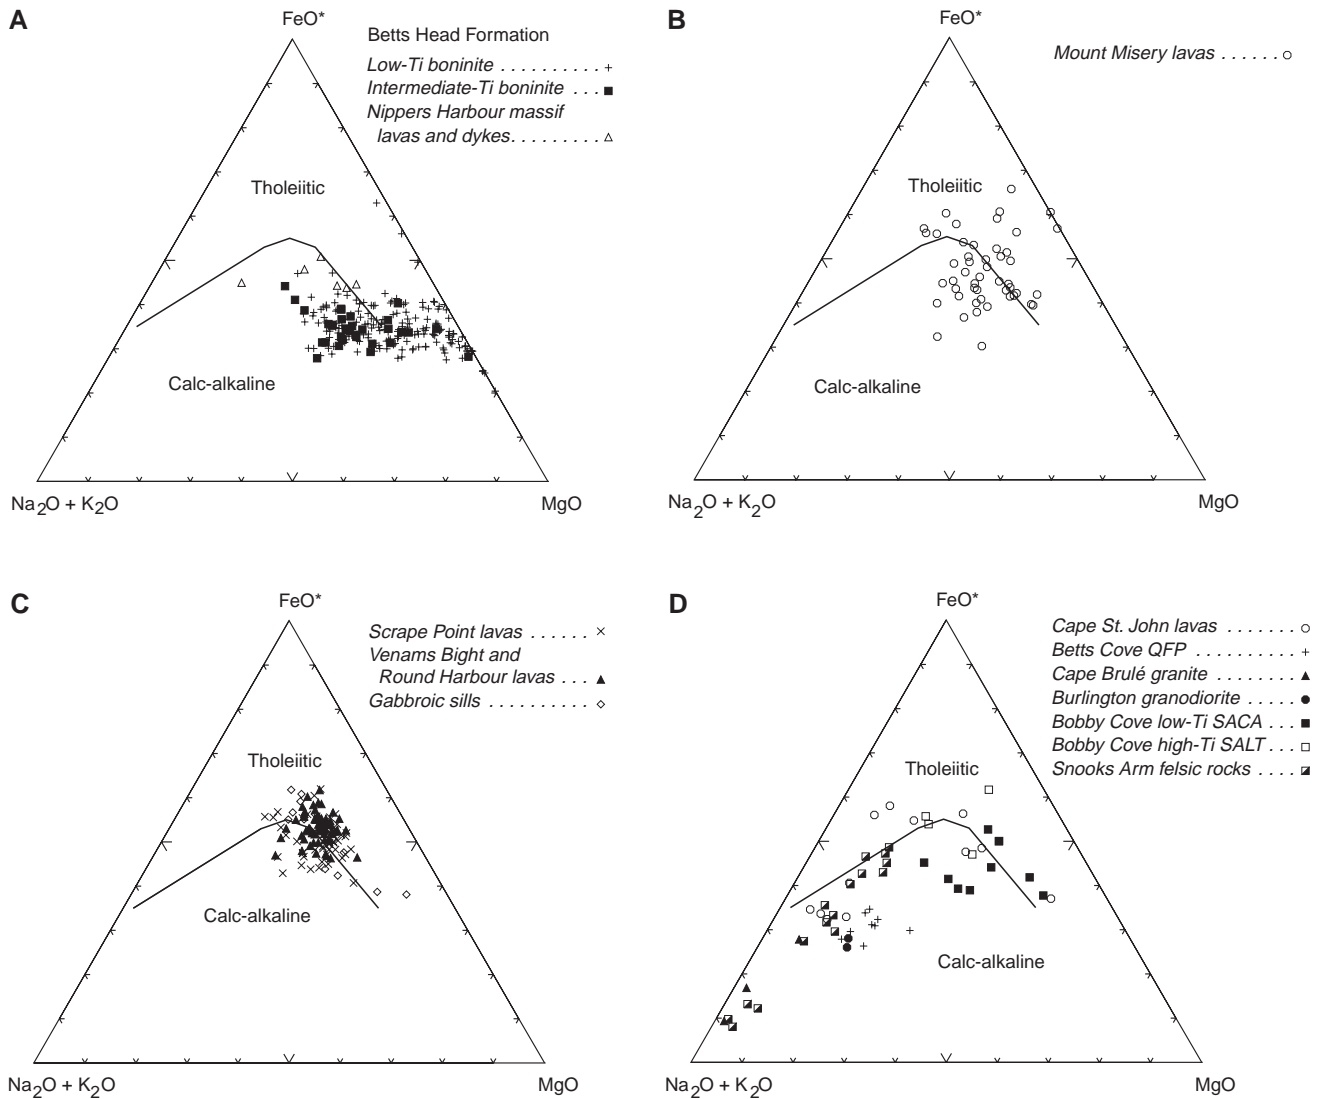 A
FeO*
Betts Head Formation
Low-Ti boninite . . . . . . . . . . +
Intermediate-Ti boninite . . . ■
Nippers Harbour massif
lavas and dykes. . . . . . . . . . △
Tholeiitic
Calc-alkaline
Na2O + K2O
MgO
B
FeO*
Mount Misery lavas . . . . . . ○
Tholeiitic
Calc-alkaline
Na2O + K2O
MgO
C
FeO*
Scrape Point lavas . . . . . . ×
Venams Bight and
Round Harbour lavas . . . ▲
Gabbroic sills . . . . . . . . . . ◇
Tholeiitic
Calc-alkaline
Na2O + K2O
MgO
D
FeO*
Cape St. John lavas . . . . . . . ○
Betts Cove QFP . . . . . . . . . . +
Cape Brulé granite . . . . . . . . ▲
Burlington granodiorite . . . . . ●
Bobby Cove low-Ti SACA . . . ■
Bobby Cove high-Ti SALT . . . □
Snooks Arm felsic rocks . . . . ◪
Tholeiitic
Calc-alkaline
Na2O + K2O
MgO